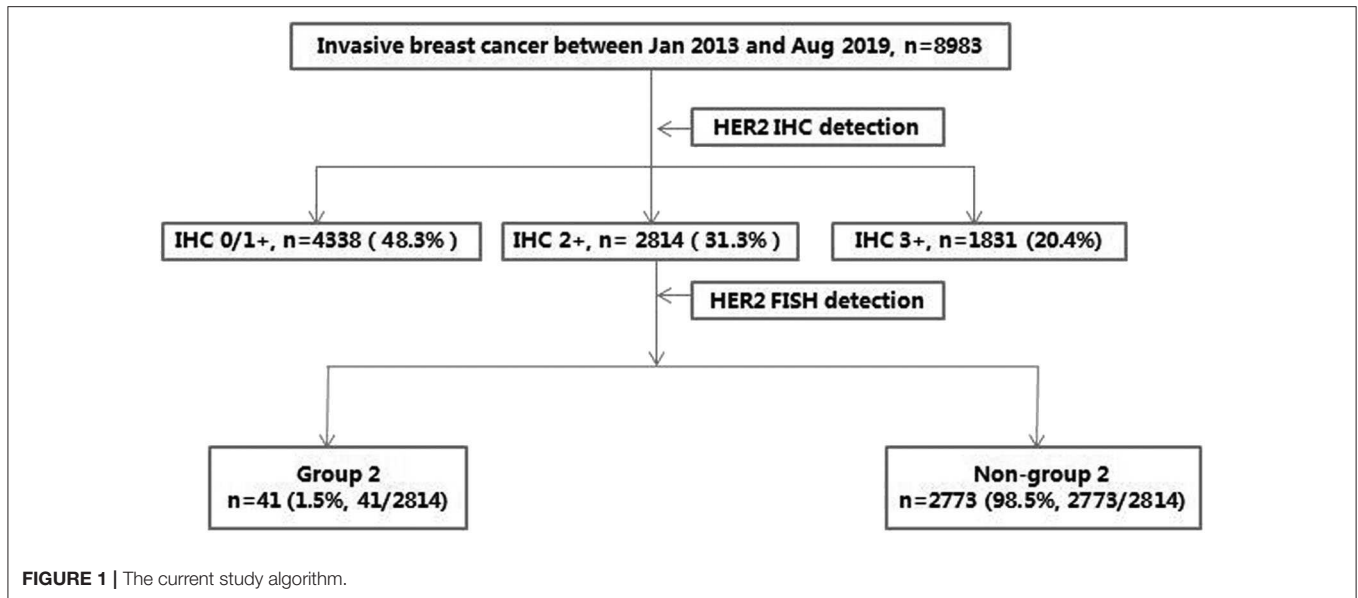 Invasive breast cancer between Jan 2013 and Aug 2019, n=8983
HER2 IHC detection
IHC 0/1+, n=4338 ( 48.3% )
IHC 2+, n= 2814 ( 31.3% )
IHC 3+, n=1831 (20.4%)
HER2 FISH detection
Group 2
n=41 (1.5%, 41/2814)
Non-group 2
n=2773 (98.5%, 2773/2814)
FIGURE 1 | The current study algorithm.